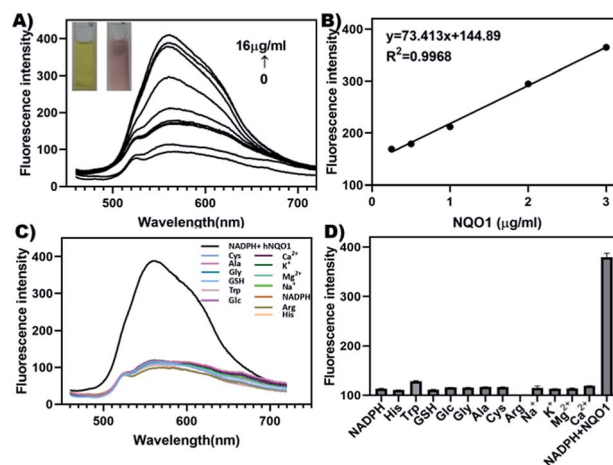 A)
Fluorescence intensity
400
300
200
100
0
500
600
700
Wavelength(nm)
16μg/ml
↑
0
B)
Fluorescence intensity
400
300
200
100
y=73.413x+144.89
R²=0.9968
0
1
2
3
NQO1 (μg/ml)
C)
Fluorescence intensity
400
300
200
100
0
500
600
700
Wavelength(nm)
NADPH+ hNQO1
Cys
Ala
Gly
GSH
Trp
Glc
Ca²⁺
K⁺
Mg²⁺
Na⁺
NADPH
Arg
His
D)
Fluorescence intensity
400
300
200
100
NADPH
His
Trp
GSH
Glc
Gly
Ala
Cys
Arg
Na⁺
K⁺
Mg²⁺
Ca²⁺
NADPH+NQO1